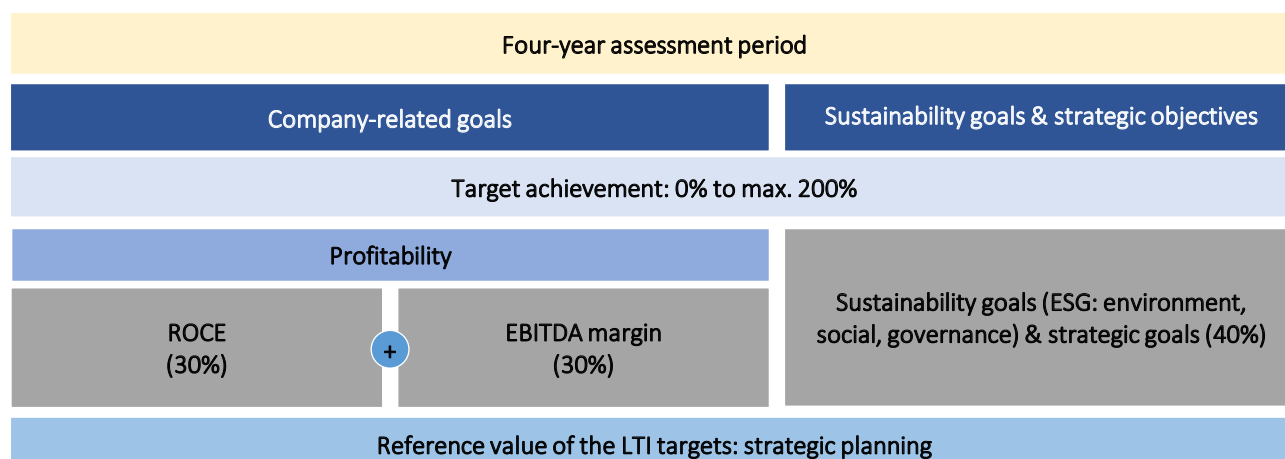 Four-year assessment period
Company-related goals
Sustainability goals & strategic objectives
Target achievement: 0% to max. 200%
Profitability
ROCE
(30%)
+
EBITDA margin
(30%)
Sustainability goals (ESG: environment,
social, governance) & strategic goals (40%)
Reference value of the LTI targets: strategic planning